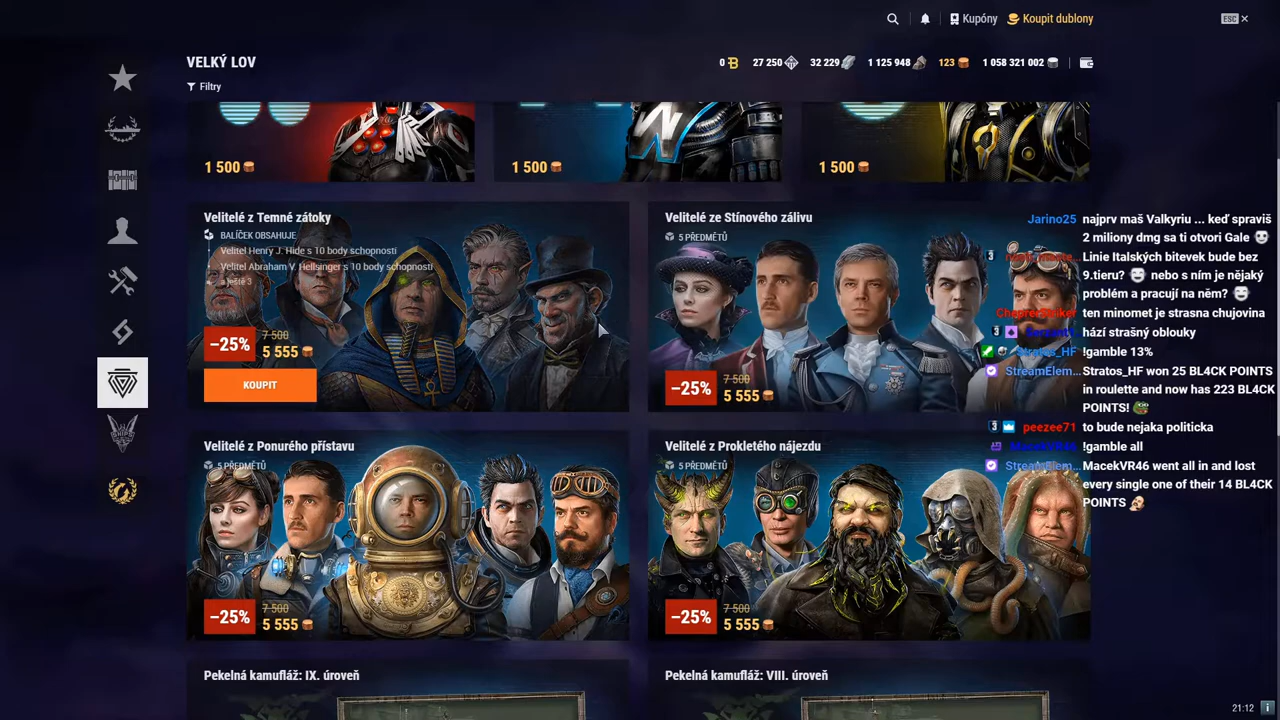 Kupóny
Koupit dublony
ESC ×
VELKÝ LOV
0
27 250
32 229
1 125 948
123
1 058 321 002
Filtry
1 500
1 500
1 500
Velitelé z Temné zátoky
BALÍČEK OBSAHUJE
Velitel Henry J. Hide s 10 body schopností
Velitel Abraham V. Hellsinger s 10 body schopností
a ještě 3
–25%
7 500
5 555
KOUPIT
Velitelé ze Stínového zálivu
5 PŘEDMĚTŮ
–25%
7 500
5 555
Velitelé z Ponurého přístavu
5 PŘEDMĚTŮ
–25%
7 500
5 555
Velitelé z Prokletého nájezdu
5 PŘEDMĚTŮ
–25%
7 500
5 555
Pekelná kamufláž: IX. úroveň
Pekelná kamufláž: VIII. úroveň
Jarino25 najprv maš Valkyriu ... keď spraviš
2 miliony dmg sa ti otvori Gale
Linie Italských bitevek bude bez
9.tieru? nebo s ním je nějaký
problém a pracují na něm?
ten minomet je strasna chujovina
hází strašný oblouky
Stratos_HF !gamble 13%
StreamElem... Stratos_HF won 25 BL4CK POINTS
in roulette and now has 223 BL4CK
POINTS!
peezee71 to bude nejaka politicka
MacekVR46 !gamble all
StreamElem... MacekVR46 went all in and lost
every single one of their 14 BL4CK
POINTS
21:12